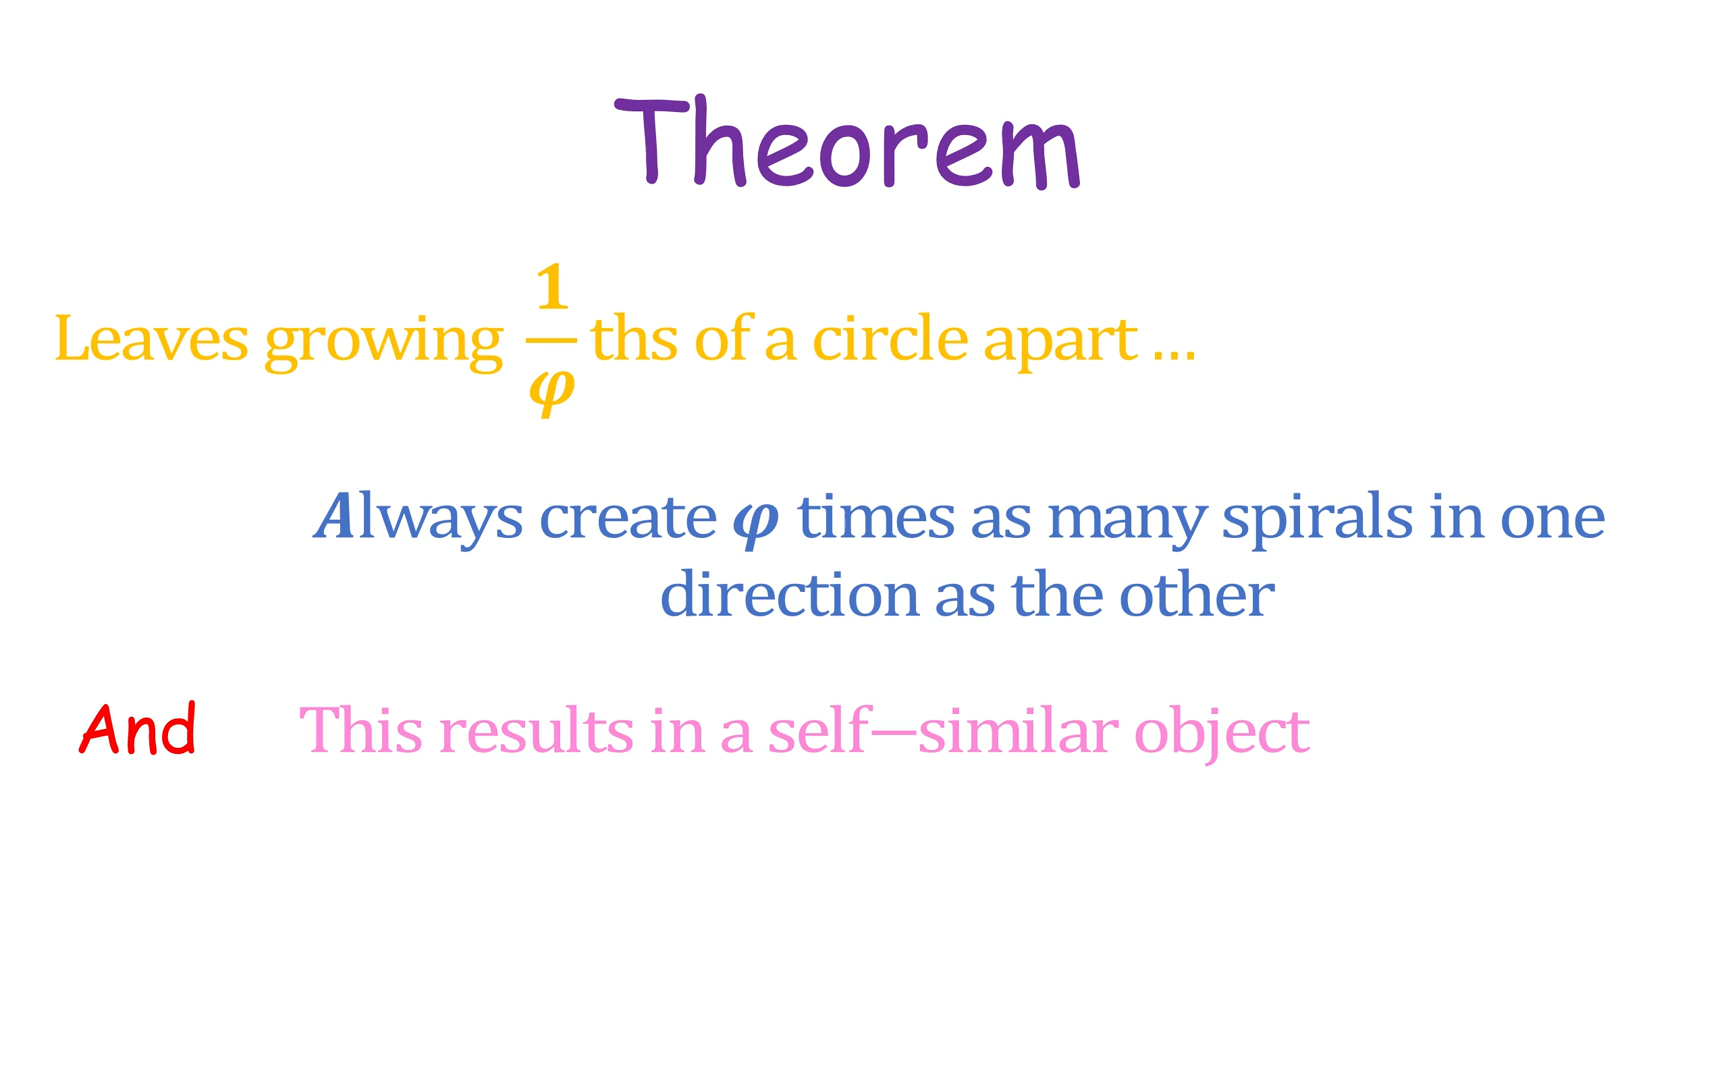 Theorem
Leaves growing 1/φ ths of a circle apart ...
Always create φ times as many spirals in one
direction as the other
And This results in a self—similar object